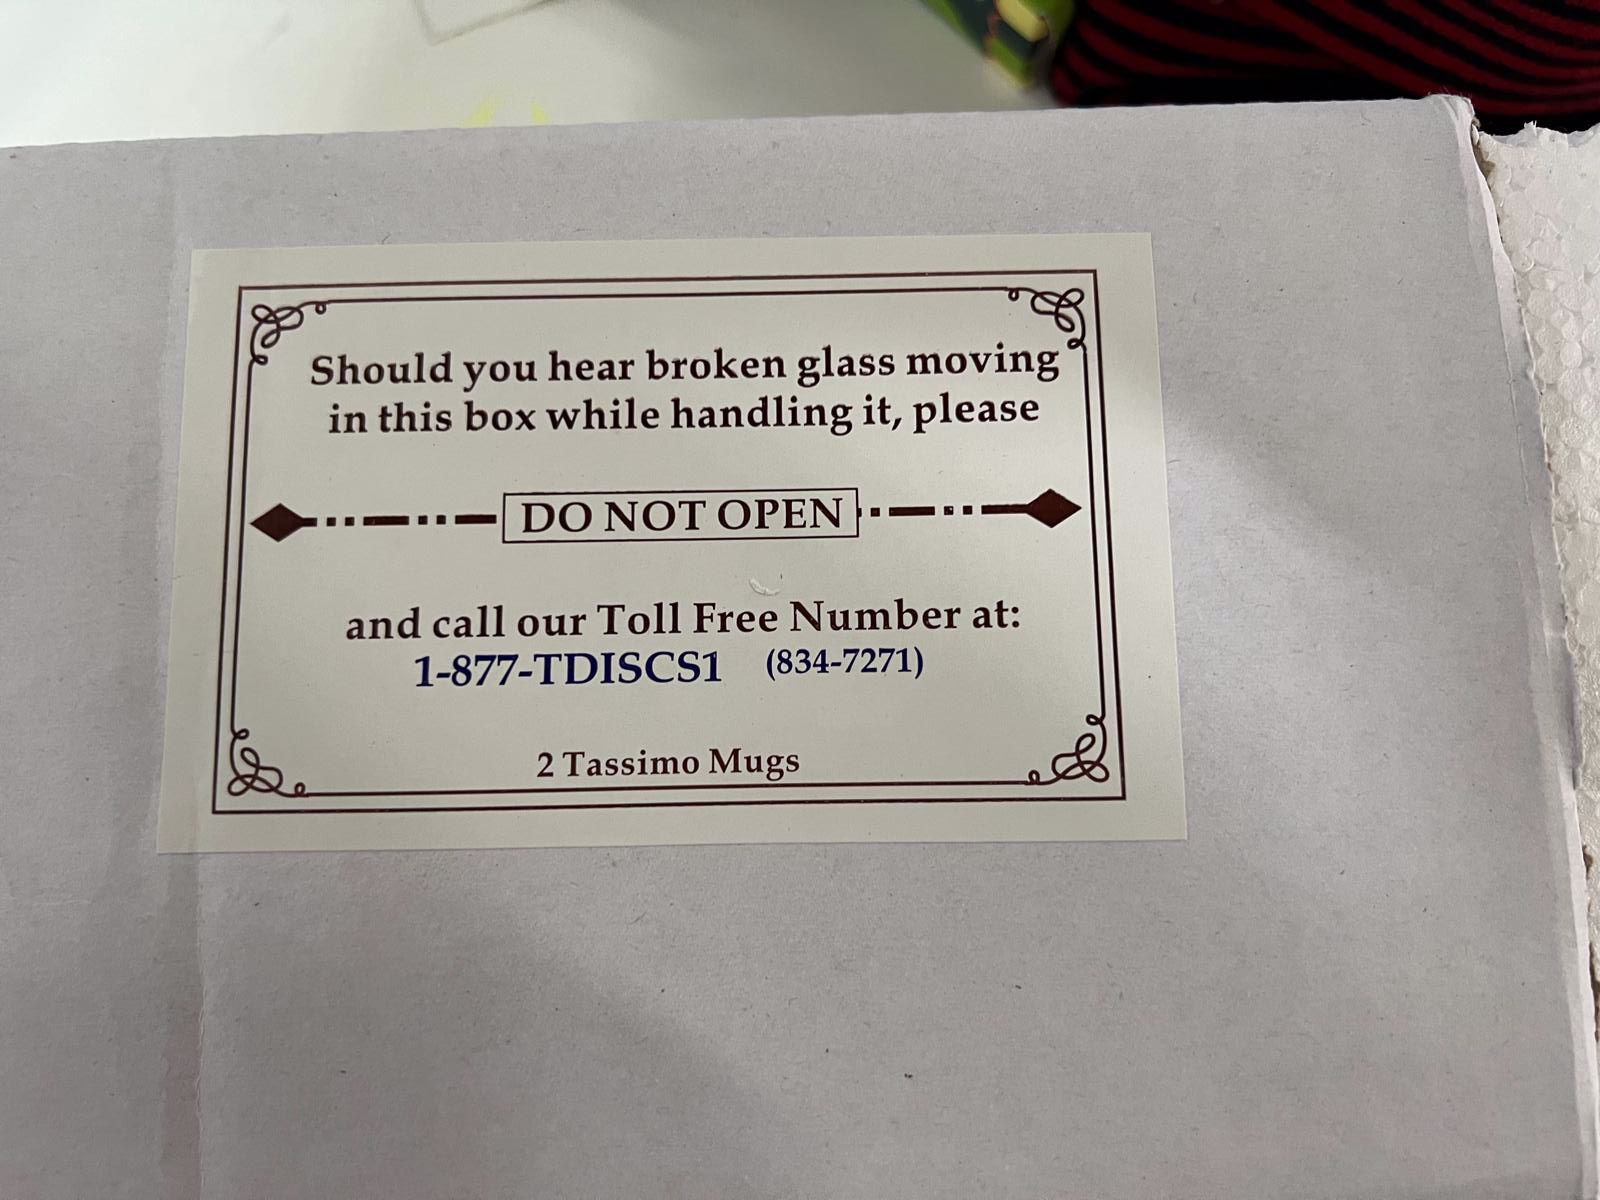 Should you hear broken glass moving
in this box while handling it, please
DO NOT OPEN
and call our Toll Free Number at:
1-877-TDISCS1 (834-7271)
2 Tassimo Mugs